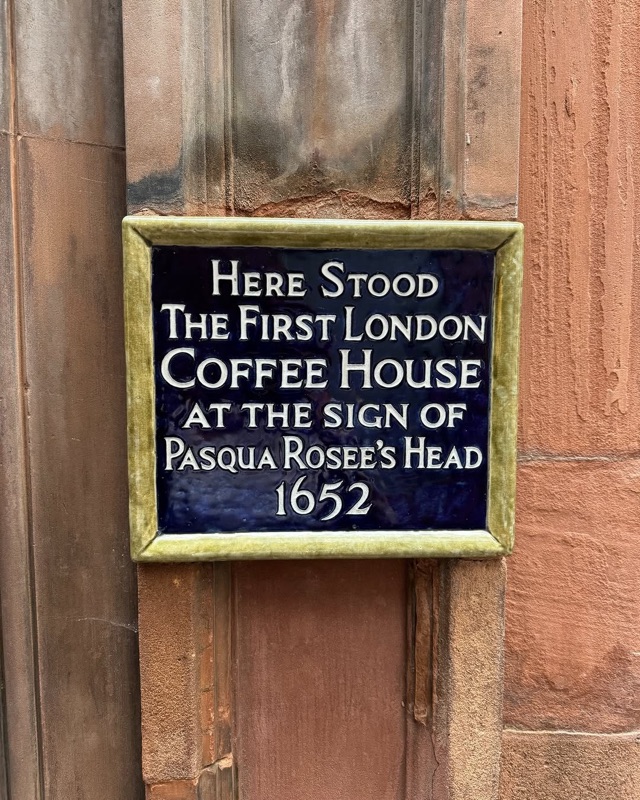 Here Stood
The First London
Coffee House
at the sign of
Pasqua Rosee's Head
1652